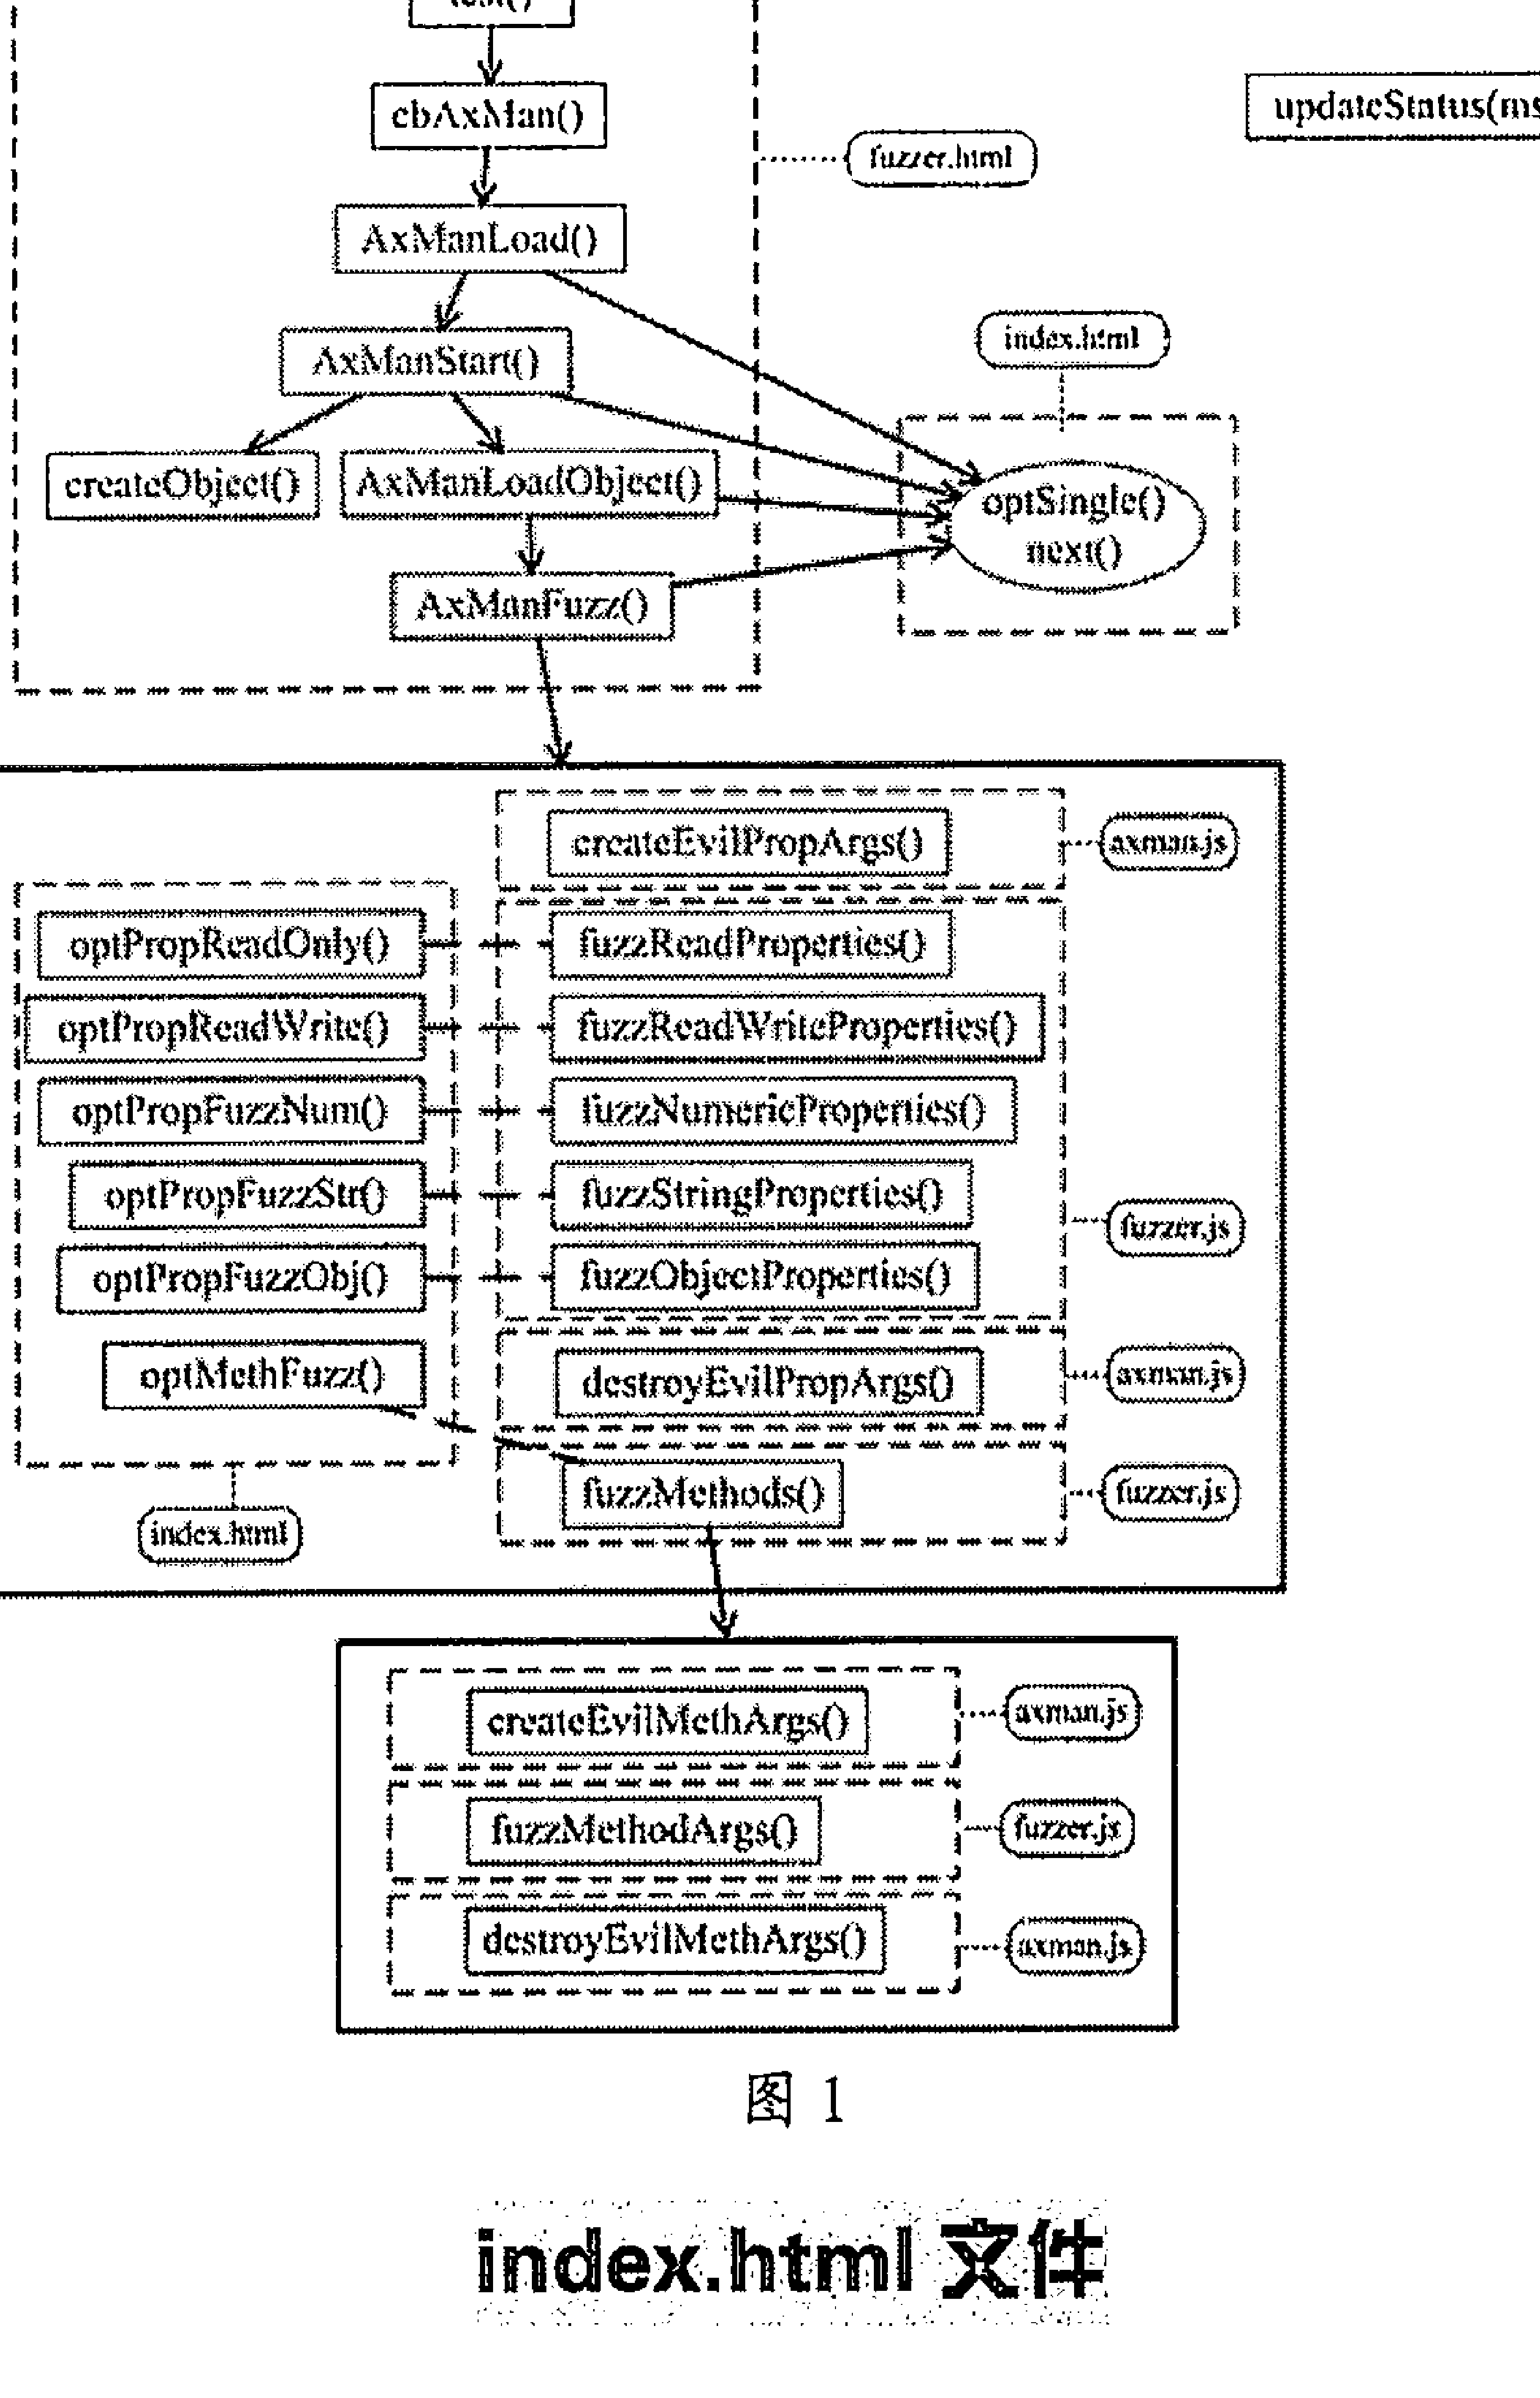 cbAxMan()
updateStatus(ms
fuzzer.html
AxManLoad()
index.html
AxManStart()
createObject()
AxManLoadObject()
optSingle()
next()
AxManFuzz()
createEvilPropArgs()
axman.js
optPropReadOnly()
fuzzReadProperties()
optPropReadWrite()
fuzzReadWriteProperties()
optPropFuzzNum()
fuzzNumericProperties()
optPropFuzzStr()
fuzzStringProperties()
fuzzer.js
optPropFuzzObj()
fuzzObjectProperties()
optMethFuzz()
destroyEvilPropArgs()
axman.js
fuzzMethods()
fuzzer.js
index.html
createEvilMethArgs()
axman.js
fuzzMethodArgs()
fuzzer.js
destroyEvilMethArgs()
axman.js
图 1
index.html 文件